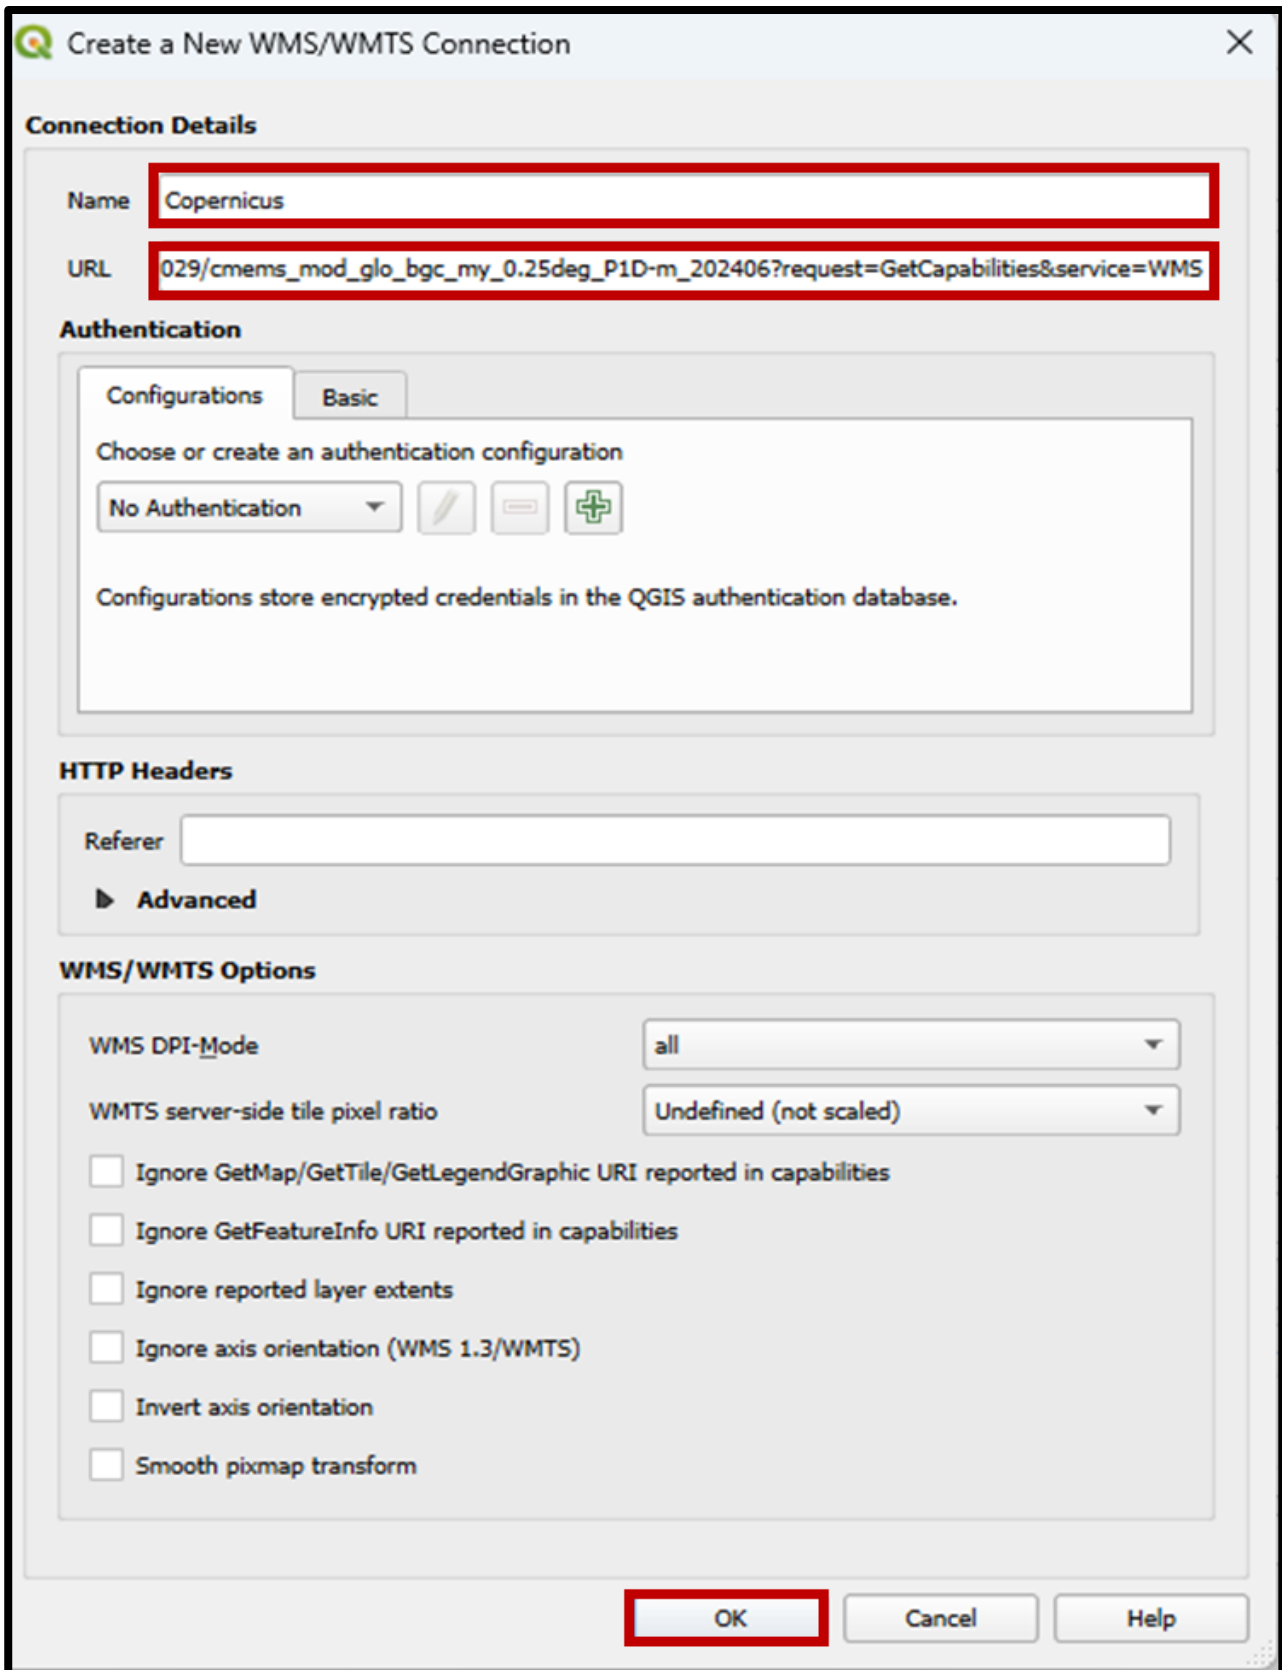 Create a New WMS/WMTS Connection
Connection Details
Name Copernicus
URL 029/cmems_mod_glo_bgc_my_0.25deg_P1D-m_202406?request=GetCapabilities&service=WMS
Authentication
Configurations Basic
Choose or create an authentication configuration
No Authentication
Configurations store encrypted credentials in the QGIS authentication database.
HTTP Headers
Referer
Advanced
WMS/WMTS Options
WMS DPI-Mode all
WMTS server-side tile pixel ratio Undefined (not scaled)
Ignore GetMap/GetTile/GetLegendGraphic URI reported in capabilities
Ignore GetFeatureInfo URI reported in capabilities
Ignore reported layer extents
Ignore axis orientation (WMS 1.3/WMTS)
Invert axis orientation
Smooth pixmap transform
OK Cancel Help